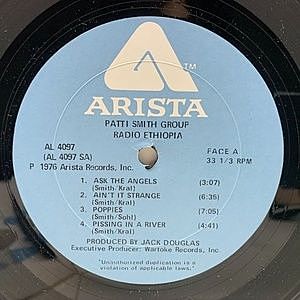 TM
ARISTA
PATTI SMITH GROUP
RADIO ETHIOPIA
AL 4097
(AL 4097 SA)
P 1976 Arista Records, Inc.
FACE A
33 1/3 RPM
1. ASK THE ANGELS (3:07)
(Smith/Kral)
2. AIN'T IT STRANGE (6:35)
(Smith/Kral)
3. POPPIES (7:05)
(Smith/Sohl)
4. PISSING IN A RIVER (4:41)
(Smith/Kral)
PRODUCED BY JACK DOUGLAS
Executive Producer: Wartoke Records, Inc.
"Unauthorized duplication is a
violation of applicable laws."